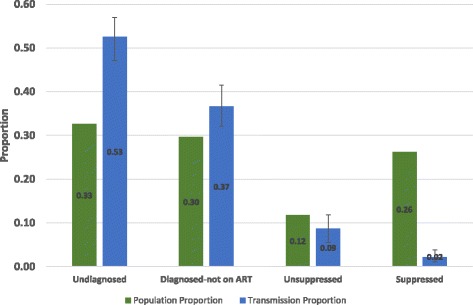 0.60
0.50
0.40
0.30
0.20
0.10
0.00
Proportion
0.33
0.53
0.30
0.37
0.12
0.09
0.26
0.02
Undiagnosed
Diagnosed-not on ART
Unsuppressed
Suppressed
Population Proportion
Transmission Proportion